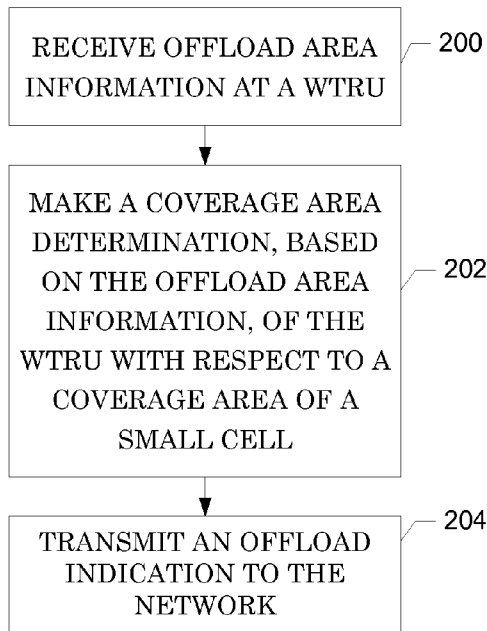 RECEIVE OFFLOAD AREA
INFORMATION AT A WTRU
200
MAKE A COVERAGE AREA
DETERMINATION, BASED
ON THE OFFLOAD AREA
INFORMATION, OF THE
WTRU WITH RESPECT TO A
COVERAGE AREA OF A
SMALL CELL
202
TRANSMIT AN OFFLOAD
INDICATION TO THE
NETWORK
204